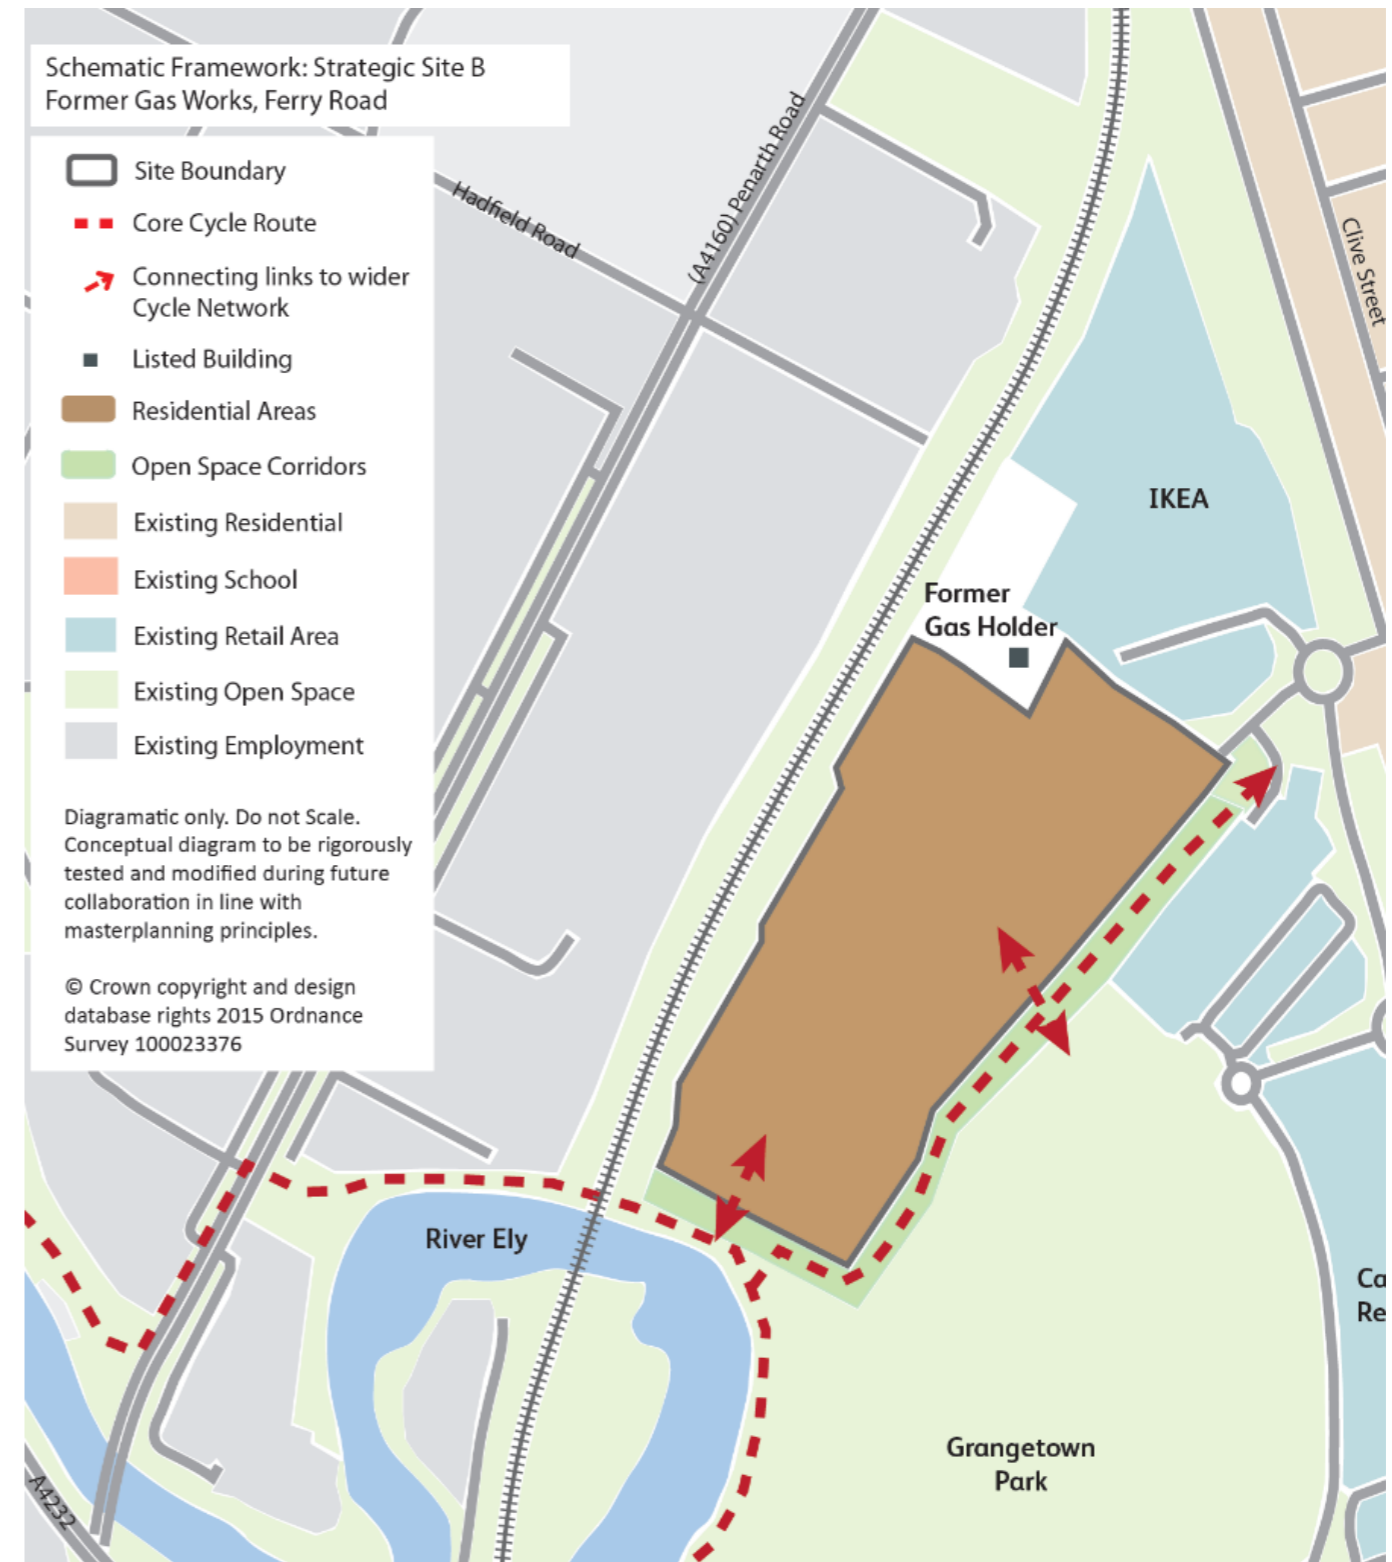 Schematic Framework: Strategic Site B
Former Gas Works, Ferry Road
Site Boundary
Core Cycle Route
Connecting links to wider
Cycle Network
Listed Building
Residential Areas
Open Space Corridors
Existing Residential
Existing School
Existing Retail Area
Existing Open Space
Existing Employment
Diagramatic only. Do not Scale.
Conceptual diagram to be rigorously
tested and modified during future
collaboration in line with
masterplanning principles.
© Crown copyright and design
database rights 2015 Ordnance
Survey 100023376
Hadfield Road
(A4160) Penarth Road
Clive Street
IKEA
Former
Gas Holder
River Ely
Grangetown
Park
Ca
Re
A4232